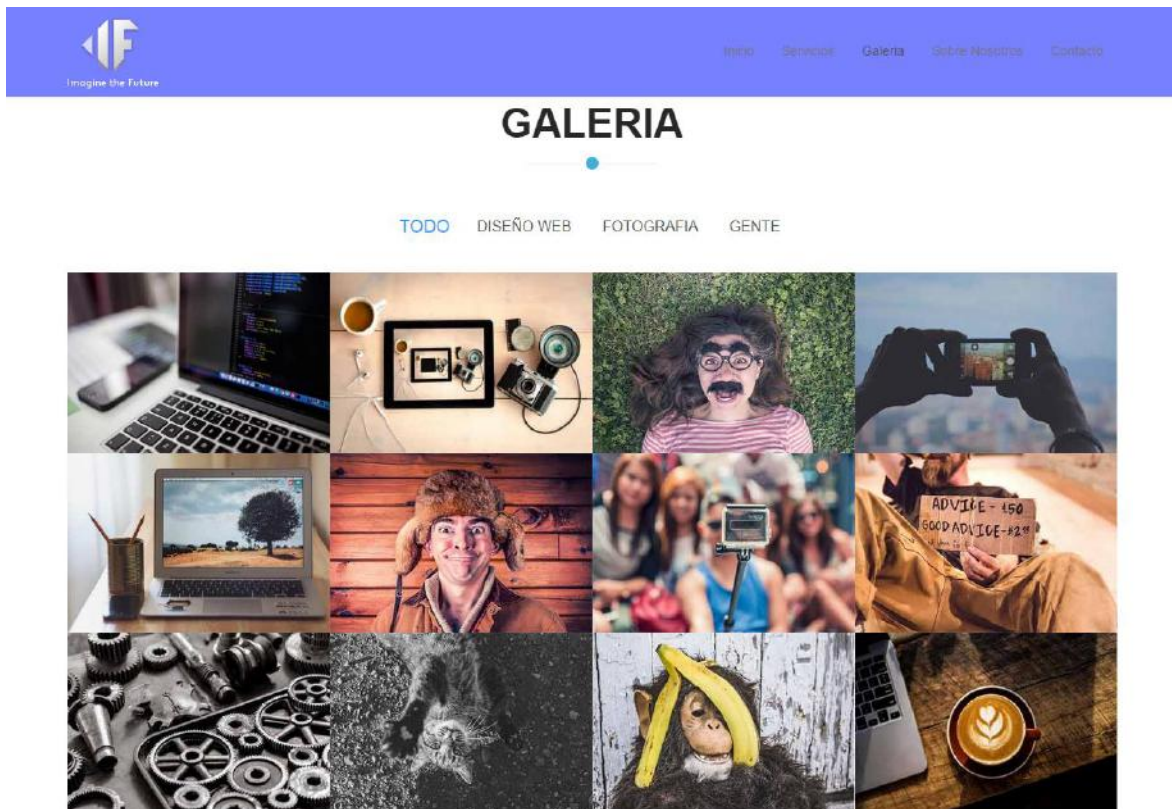 Imagine the Future
Inicio Servicios Galeria Sobre Nosotros Contacto
GALERIA
TODO DISEÑO WEB FOTOGRAFIA GENTE
ADVICE - $.50
GOOD ADVICE - $2